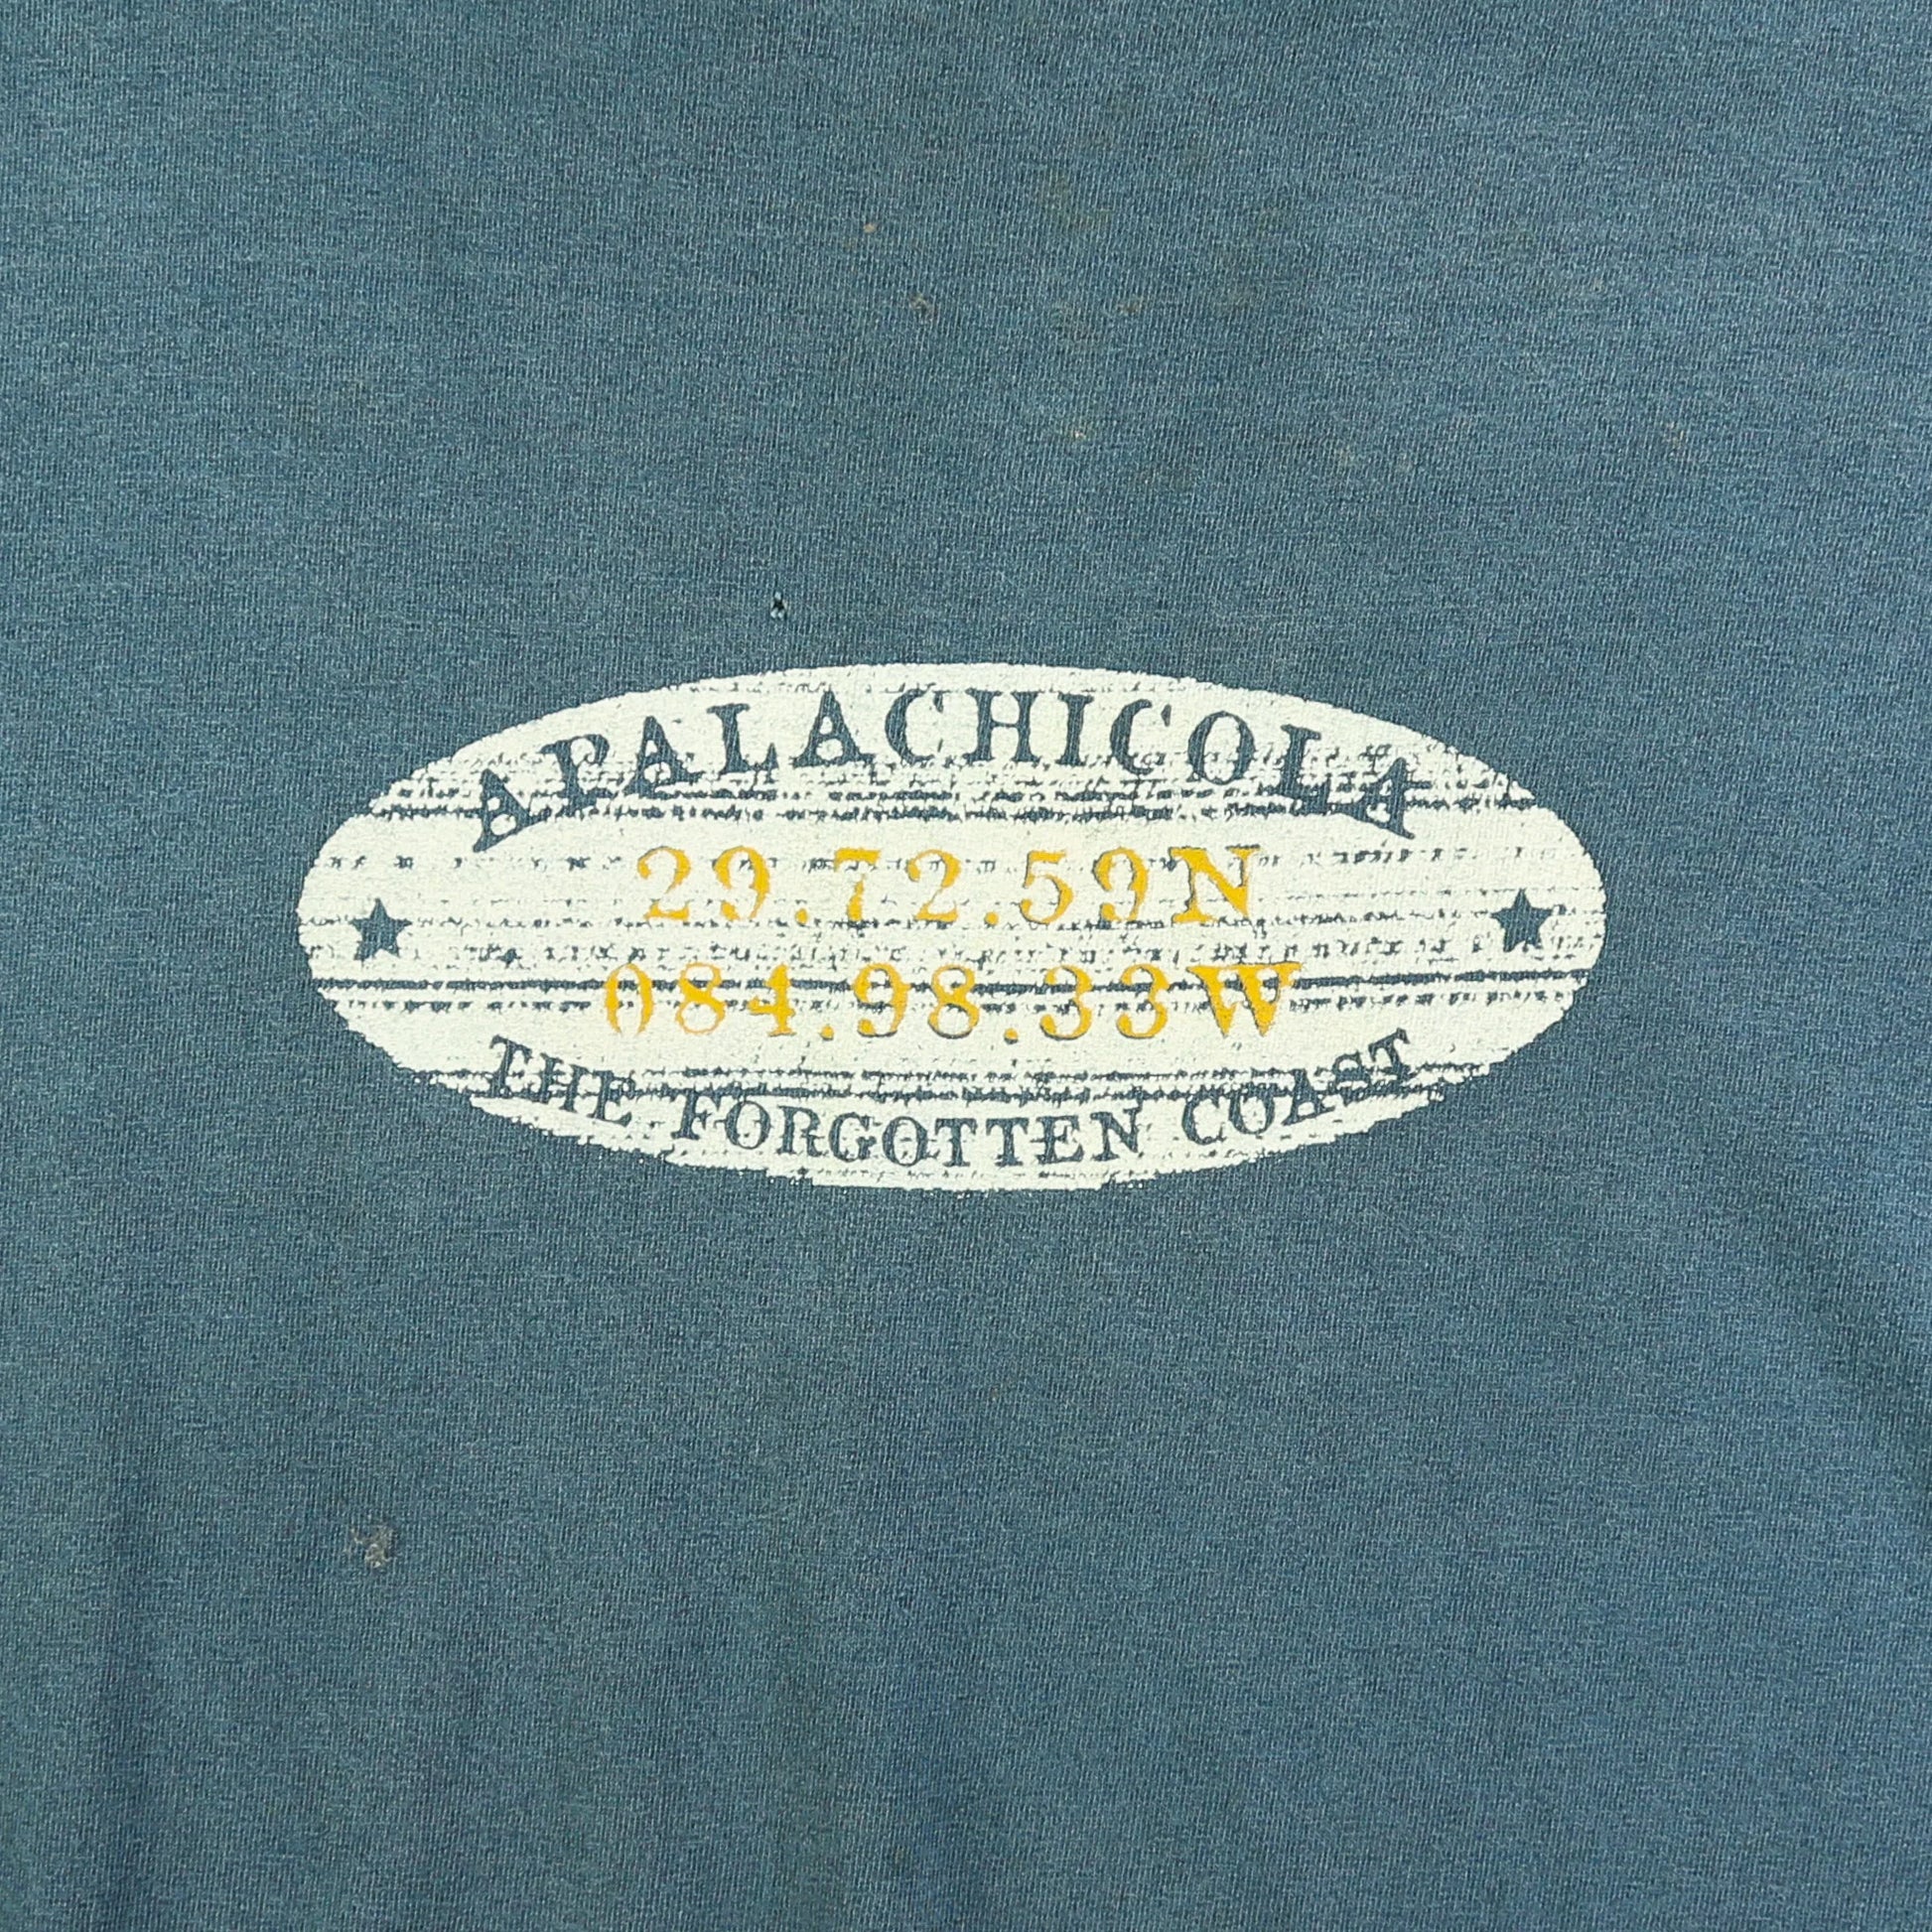 APALACHICOLA
29.72.59N
084.98.33W
THE FORGOTTEN COAST